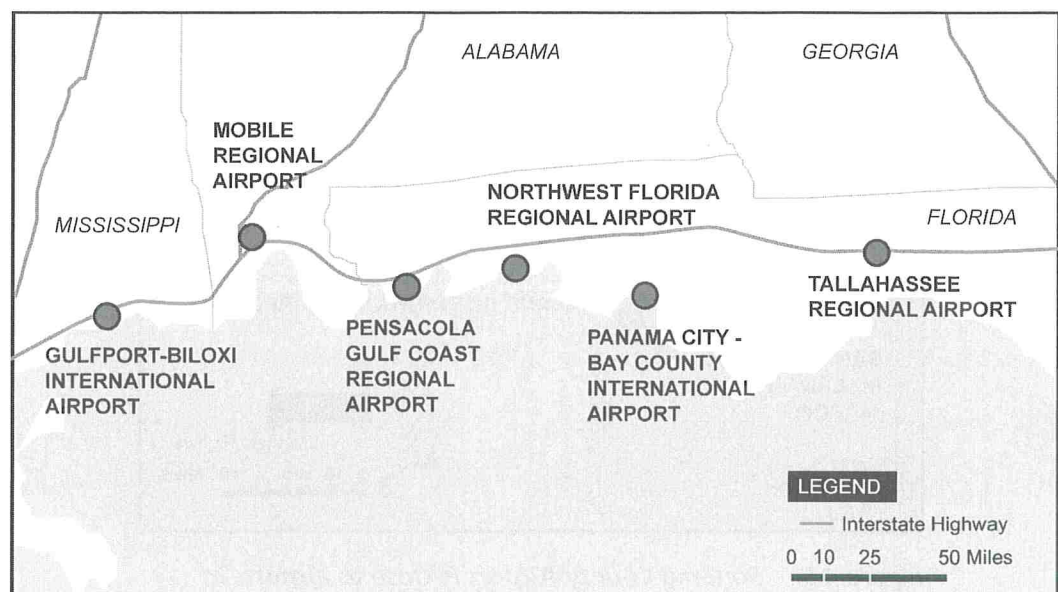 ALABAMA
GEORGIA
MOBILE
REGIONAL
AIRPORT
NORTHWEST FLORIDA
REGIONAL AIRPORT
MISSISSIPPI
FLORIDA
TALLAHASSEE
REGIONAL AIRPORT
PENSACOLA
GULF COAST
REGIONAL
AIRPORT
PANAMA CITY -
BAY COUNTY
INTERNATIONAL
AIRPORT
GULFPORT-BILOXI
INTERNATIONAL
AIRPORT
LEGEND
Interstate Highway
0 10 25 50 Miles